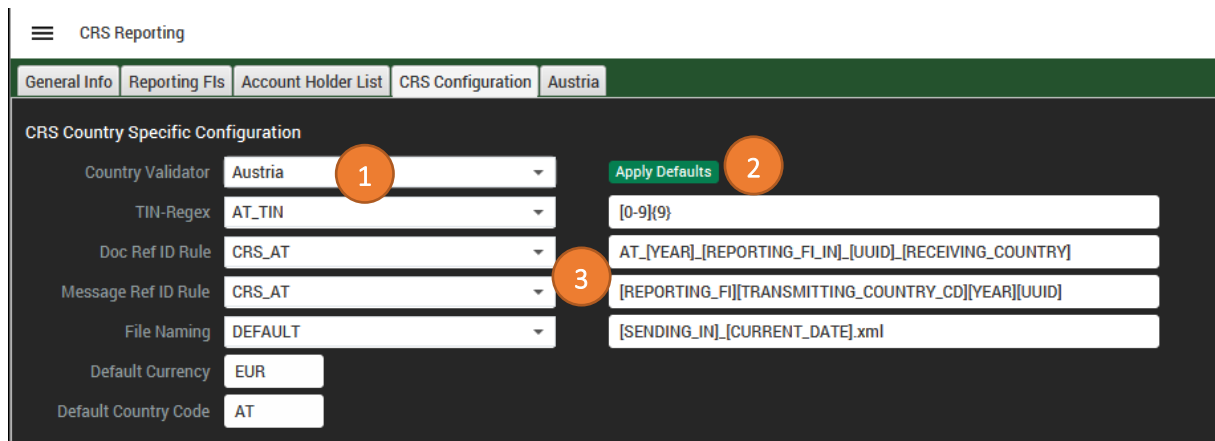 CRS Reporting
General Info Reporting FIs Account Holder List CRS Configuration Austria
CRS Country Specific Configuration
Country Validator Austria 1 Apply Defaults 2
TIN-Regex AT_TIN [0-9]{9}
Doc Ref ID Rule CRS_AT AT_[YEAR]_[REPORTING_FI_IN]_[UUID]_[RECEIVING_COUNTRY]
3
Message Ref ID Rule CRS_AT [REPORTING_FI][TRANSMITTING_COUNTRY_CD][YEAR][UUID]
File Naming DEFAULT [SENDING_IN]_[CURRENT_DATE].xml
Default Currency EUR
Default Country Code AT